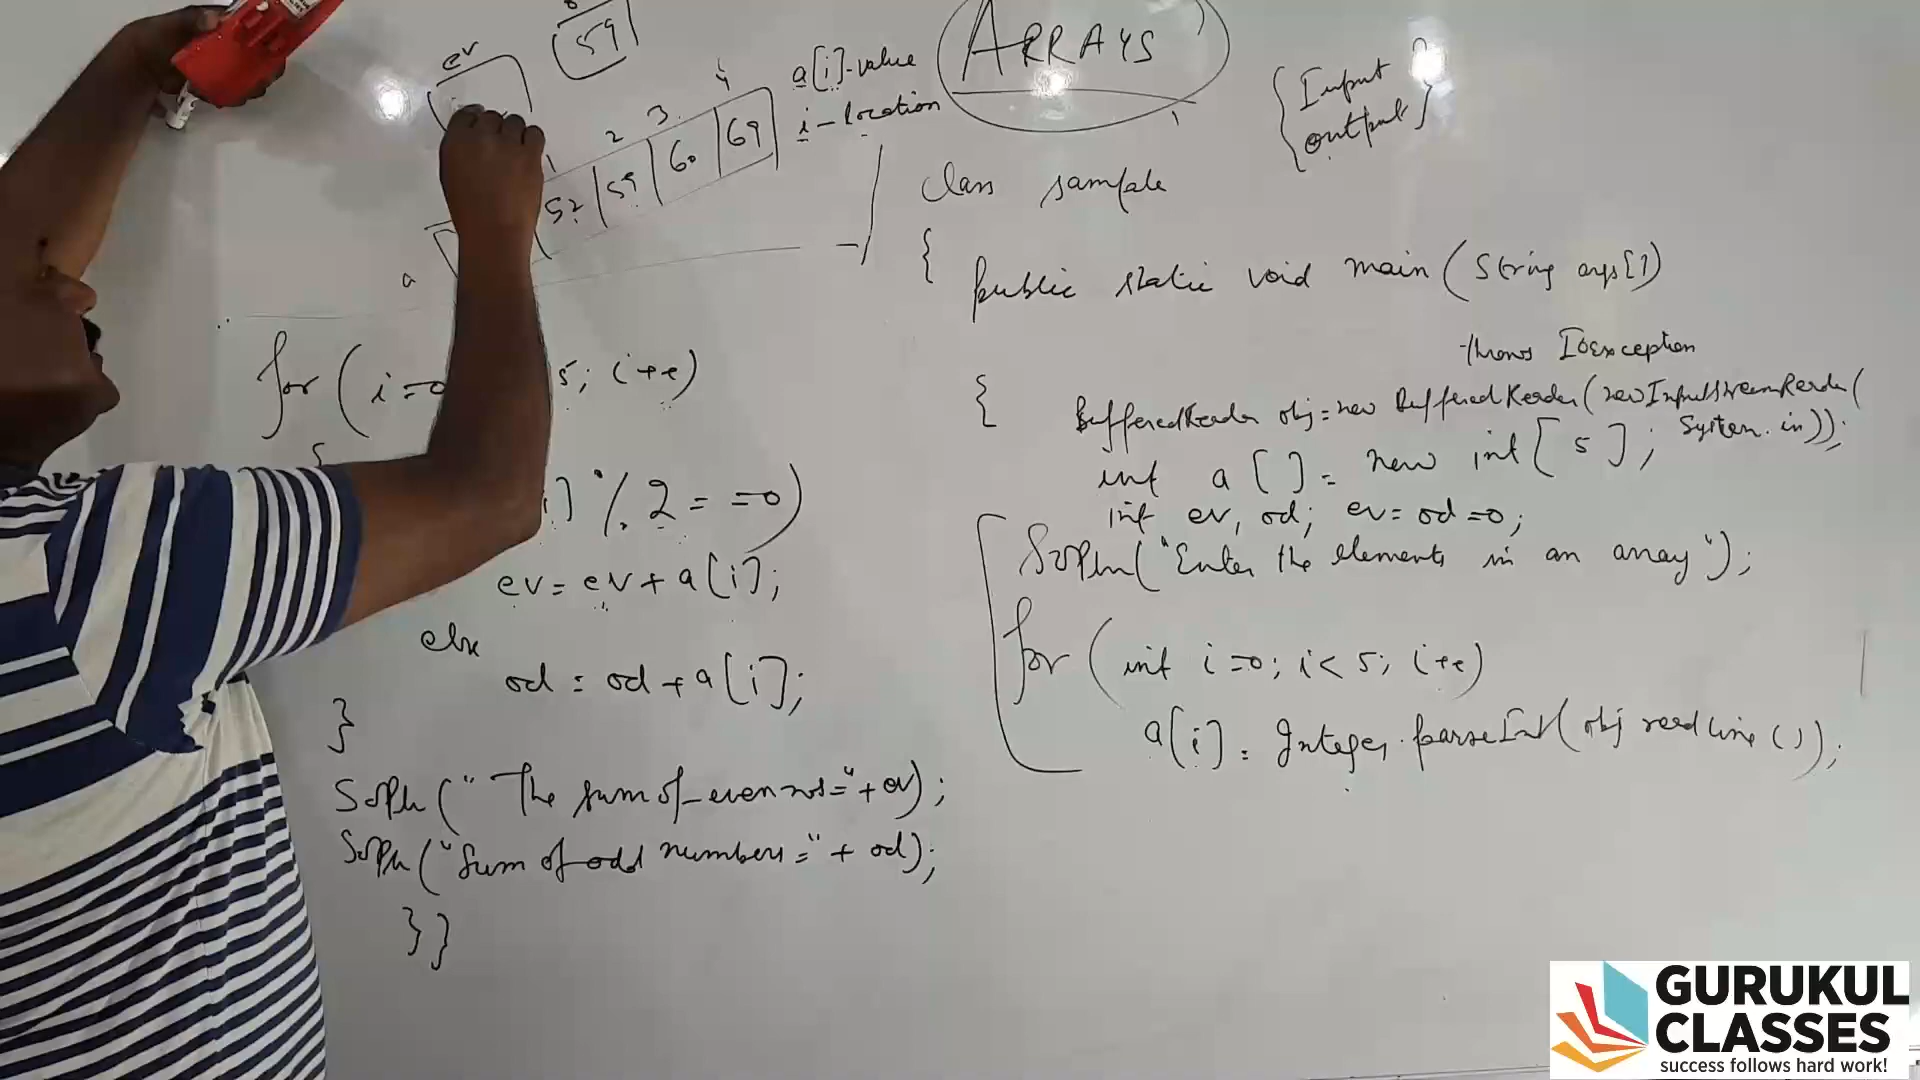 ARRAYS
{Input
output}
ev
59
a[i]-value
i-location
1 2 3 4
52 59 60 69
a
class sample
{
public static void main (String args[])
throws IOException
{
BufferedReader obj=new BufferedReader(new InputStreamReader(
System.in));
int a[]= new int[5];
int ev, od; ev=od=0;
SOPln("Enter the elements in an array");
for (int i=0; i<5; i++)
a[i]=Integer.parseInt(obj readLine());
for (i=0 5; i++)
i] % 2 = =0)
ev=ev+a[i];
else
od=od+a[i];
}
SOPln("The sum of even nos="+ev);
SOPln("Sum of odd numbers="+od);
}}
GURUKUL
CLASSES
success follows hard work!